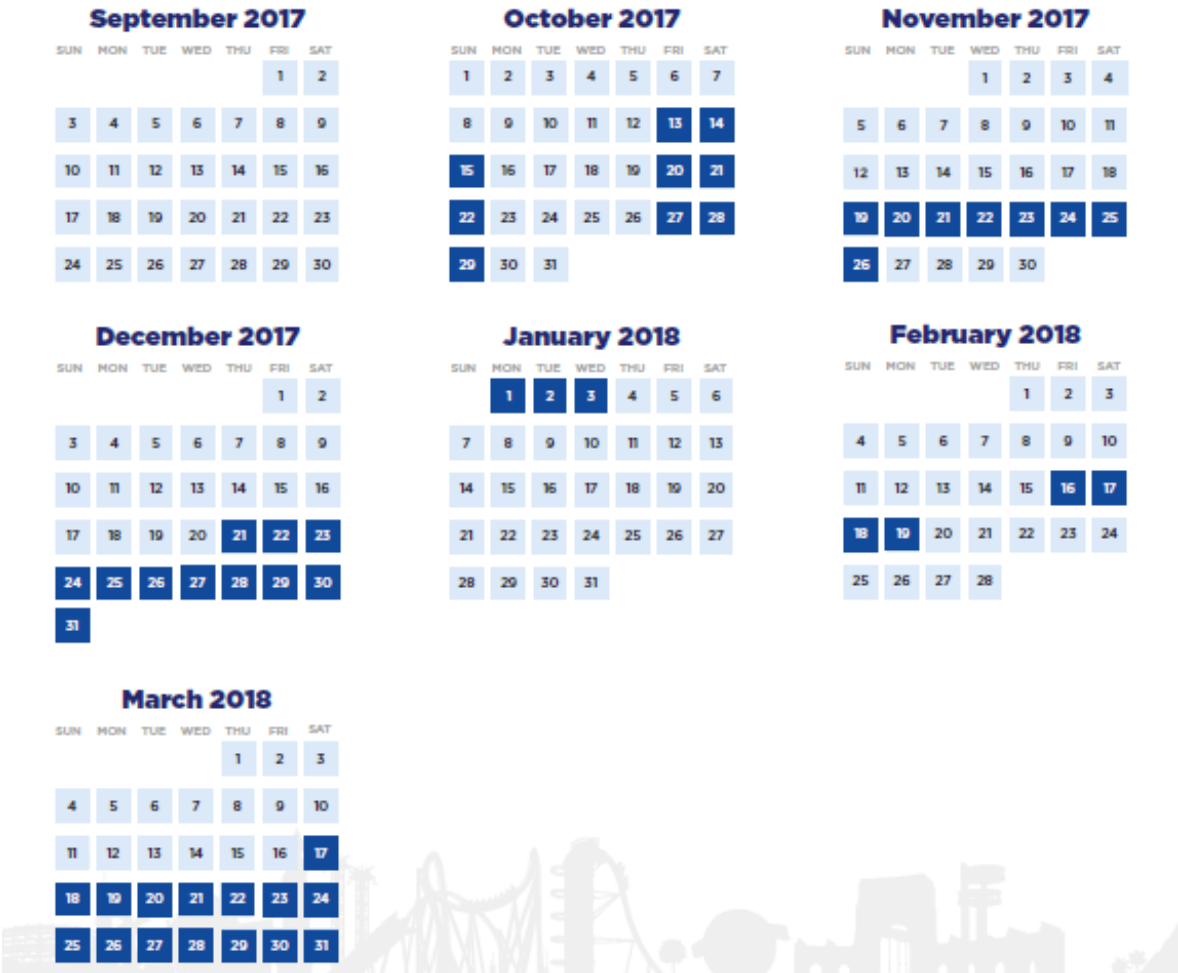 September 2017
SUN MON TUE WED THU FRI SAT
1 2
3 4 5 6 7 8 9
10 11 12 13 14 15 16
17 18 19 20 21 22 23
24 25 26 27 28 29 30
October 2017
SUN MON TUE WED THU FRI SAT
1 2 3 4 5 6 7
8 9 10 11 12 13 14
15 16 17 18 19 20 21
22 23 24 25 26 27 28
29 30 31
November 2017
SUN MON TUE WED THU FRI SAT
1 2 3 4
5 6 7 8 9 10 11
12 13 14 15 16 17 18
19 20 21 22 23 24 25
26 27 28 29 30
December 2017
SUN MON TUE WED THU FRI SAT
1 2
3 4 5 6 7 8 9
10 11 12 13 14 15 16
17 18 19 20 21 22 23
24 25 26 27 28 29 30
31
January 2018
SUN MON TUE WED THU FRI SAT
1 2 3 4 5 6
7 8 9 10 11 12 13
14 15 16 17 18 19 20
21 22 23 24 25 26 27
28 29 30 31
February 2018
SUN MON TUE WED THU FRI SAT
1 2 3
4 5 6 7 8 9 10
11 12 13 14 15 16 17
18 19 20 21 22 23 24
25 26 27 28
March 2018
SUN MON TUE WED THU FRI SAT
1 2 3
4 5 6 7 8 9 10
11 12 13 14 15 16 17
18 19 20 21 22 23 24
25 26 27 28 29 30 31